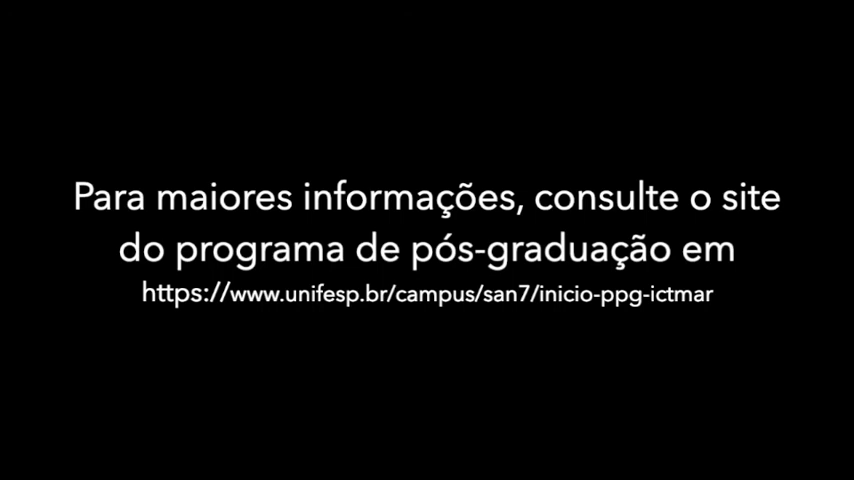 Para maiores informações, consulte o site
do programa de pós-graduação em
https://www.unifesp.br/campus/san7/inicio-ppg-ictmar